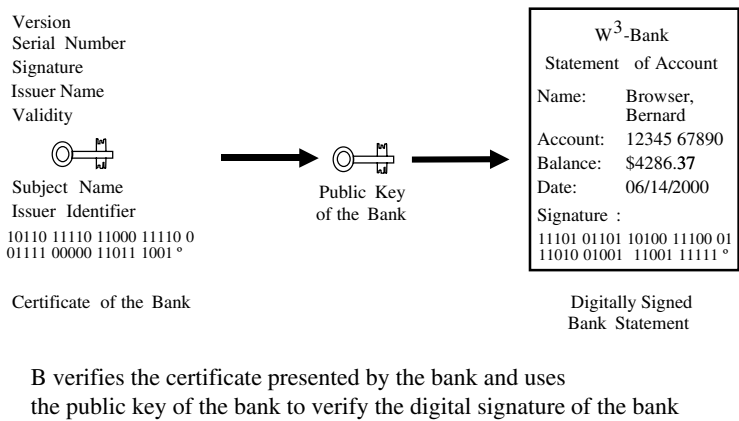 Version
Serial Number
Signature
Issuer Name
Validity
Subject Name
Issuer Identifier
10110 11110 11000 11110 0
01111 00000 11011 1001 º
Certificate of the Bank
Public Key
of the Bank
W3-Bank
Statement of Account
Name: Browser,
Bernard
Account: 12345 67890
Balance: $4286.37
Date: 06/14/2000
Signature :
11101 01101 10100 11100 01
11010 01001 11001 11111 º
Digitally Signed
Bank Statement
B verifies the certificate presented by the bank and uses
the public key of the bank to verify the digital signature of the bank